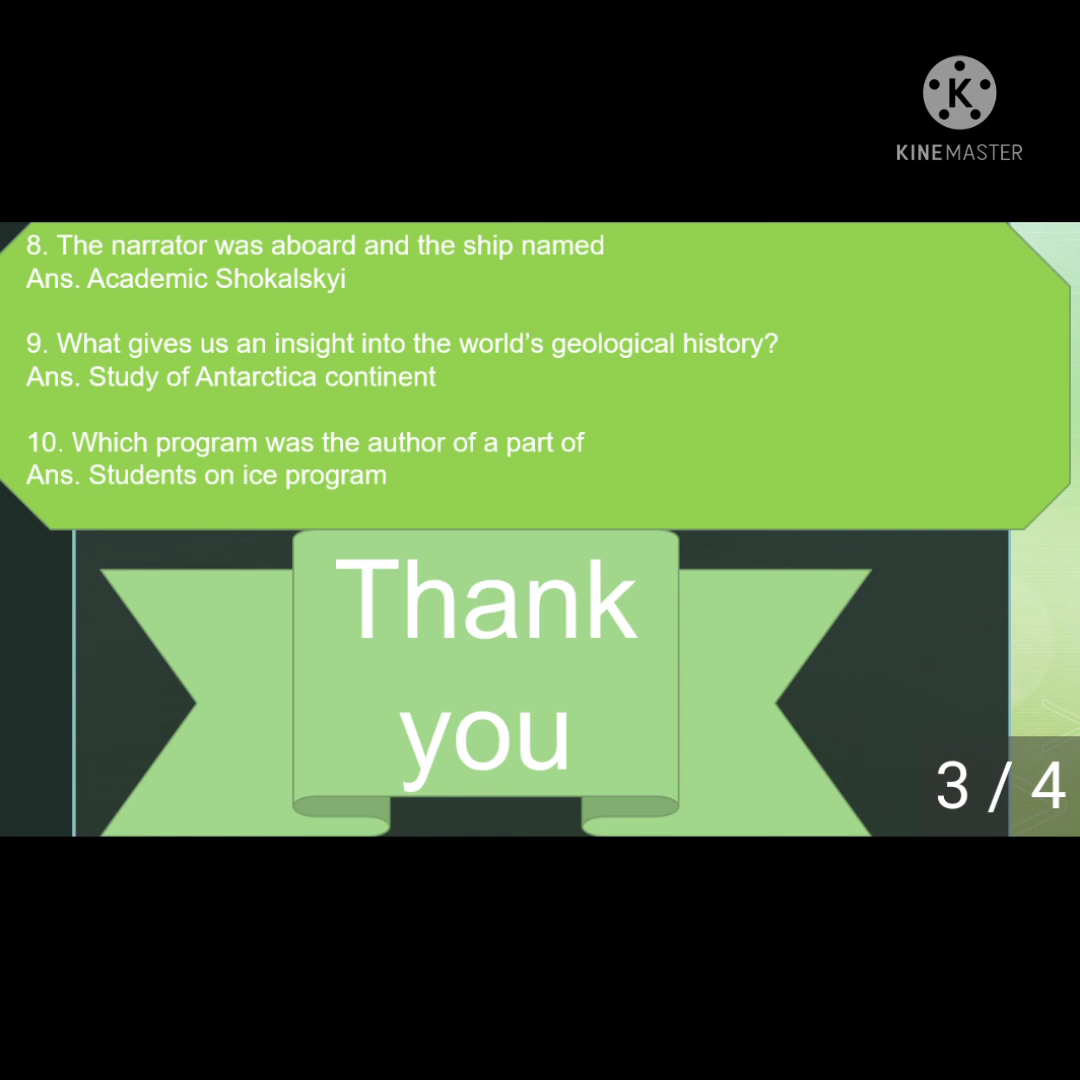 K
KINEMASTER
8. The narrator was aboard and the ship named
Ans. Academic Shokalskyi
9. What gives us an insight into the world's geological history?
Ans. Study of Antarctica continent
10. Which program was the author of a part of
Ans. Students on ice program
Thank
you
3 / 4